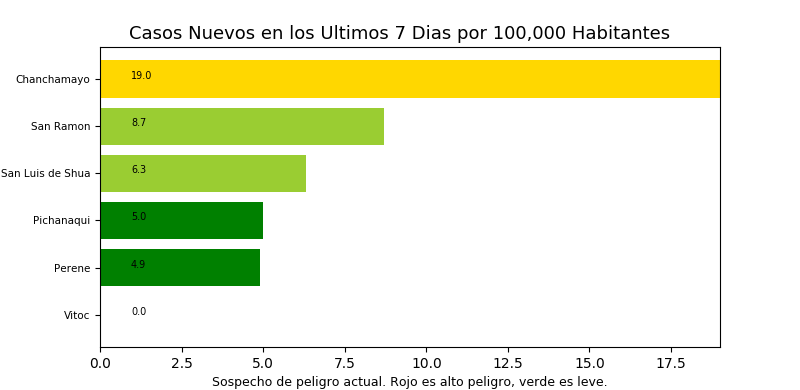 Casos Nuevos en los Ultimos 7 Dias por 100,000 Habitantes
Chanchamayo 19.0
San Ramon 8.7
San Luis de Shua 6.3
Pichanaqui 5.0
Perene 4.9
Vitoc 0.0
0.0 2.5 5.0 7.5 10.0 12.5 15.0 17.5
Sospecho de peligro actual. Rojo es alto peligro, verde es leve.